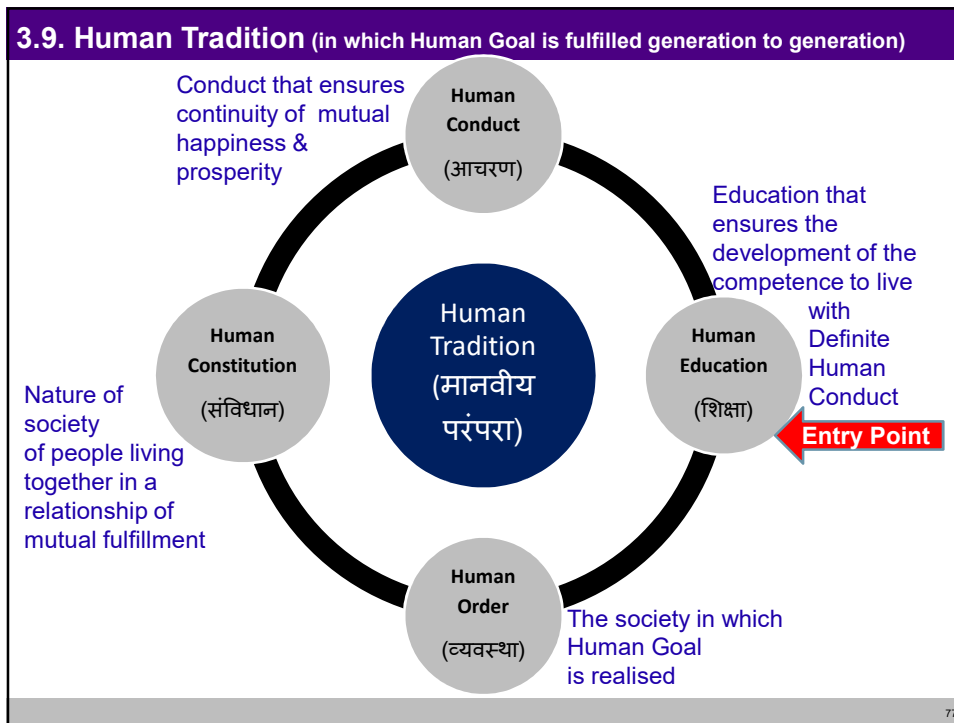 3.9. Human Tradition (in which Human Goal is fulfilled generation to generation)
Conduct that ensures
continuity of mutual
happiness &
prosperity
Human
Conduct
(आचरण)
Education that
ensures the
development of the
competence to live
with
Definite
Human
Conduct
Human
Education
(शिक्षा)
Entry Point
Human
Tradition
(मानवीय
परंपरा)
Human
Constitution
(संविधान)
Nature of
society
of people living
together in a
relationship of
mutual fulfillment
Human
Order
(व्यवस्था)
The society in which
Human Goal
is realised
77